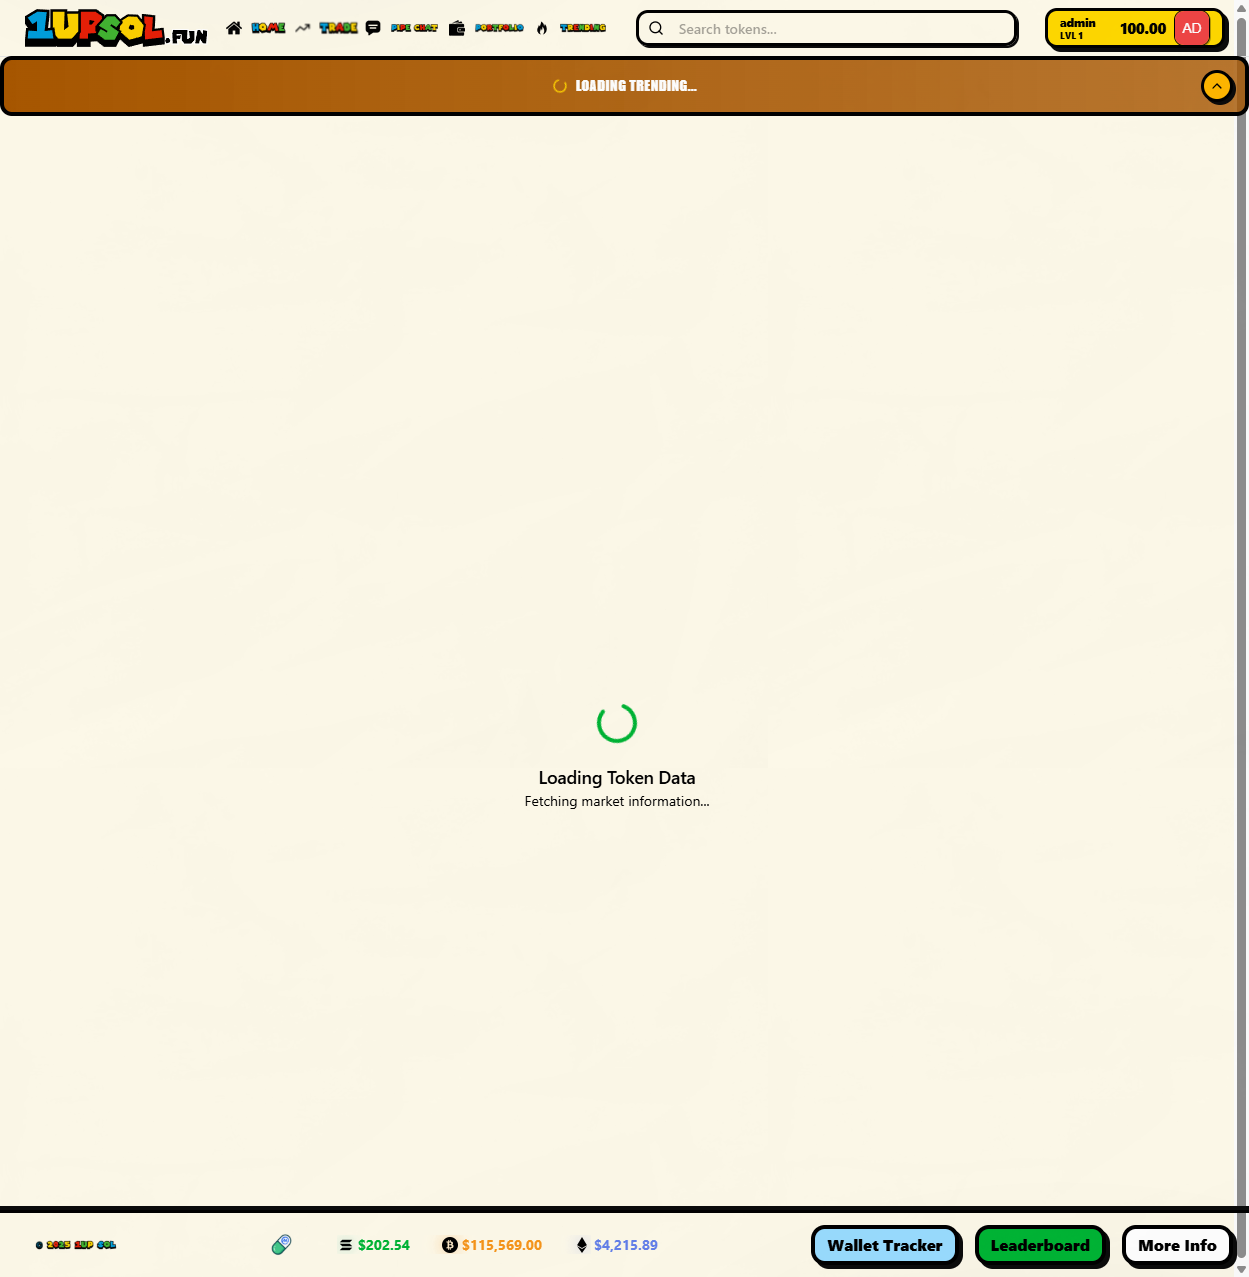 1UPSOL.FUN
HOME
TRADE
PIPE CHAT
PORTFOLIO
TRENDING
Search tokens...
admin
LVL 1
100.00
AD
LOADING TRENDING...
Loading Token Data
Fetching market information...
© 2025 1UP SOL
$202.54
$115,569.00
$4,215.89
Wallet Tracker
Leaderboard
More Info